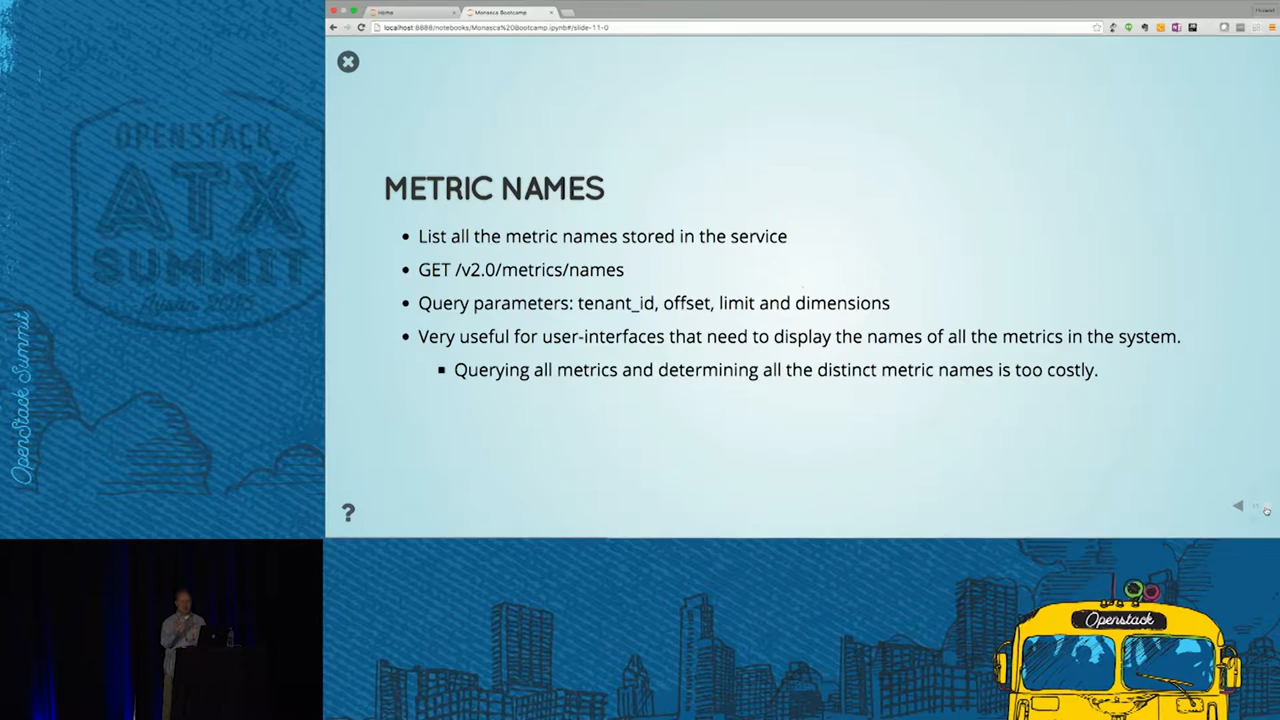 Home
Monasca Bootcamp
localhost:8888/notebooks/Monasca%20Bootcamp.ipynb#/slide-11-0
OPENSTACK
ATX
SUMMIT
Austin 2016
OpenStack Summit
METRIC NAMES
• List all the metric names stored in the service
• GET /v2.0/metrics/names
• Query parameters: tenant_id, offset, limit and dimensions
• Very useful for user-interfaces that need to display the names of all the metrics in the system.
▪ Querying all metrics and determining all the distinct metric names is too costly.
?
11
Openstack